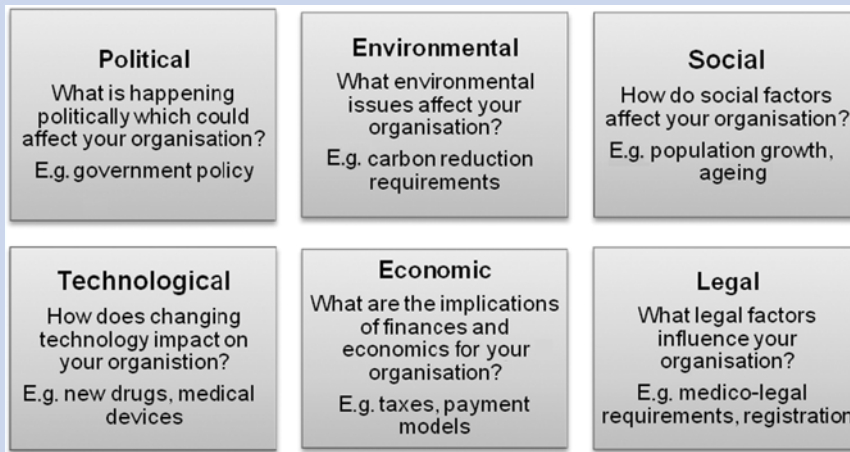 Political
What is happening
politically which could
affect your organisation?
E.g. government policy
Environmental
What environmental
issues affect your
organisation?
E.g. carbon reduction
requirements
Social
How do social factors
affect your organisation?
E.g. population growth,
ageing
Technological
How does changing
technology impact on
your organistion?
E.g. new drugs, medical
devices
Economic
What are the implications
of finances and
economics for your
organisation?
E.g. taxes, payment
models
Legal
What legal factors
influence your
organisation?
E.g. medico-legal
requirements, registration